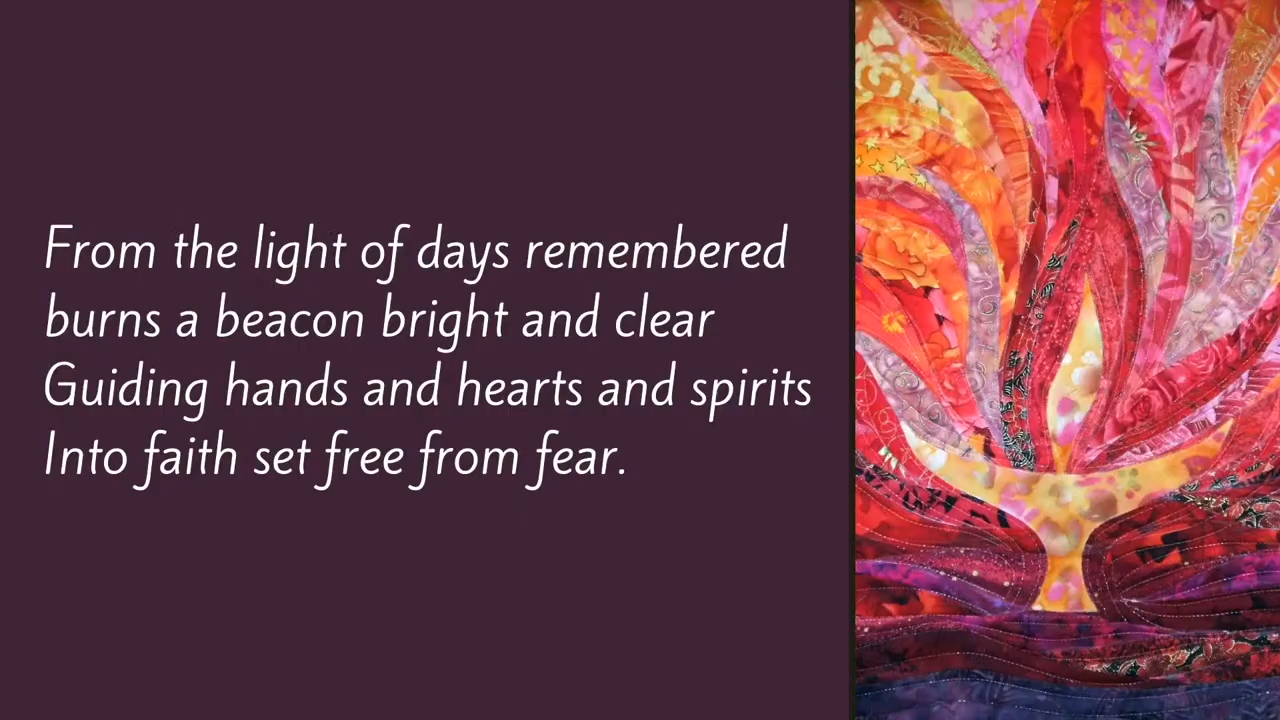 From the light of days remembered
burns a beacon bright and clear
Guiding hands and hearts and spirits
Into faith set free from fear.